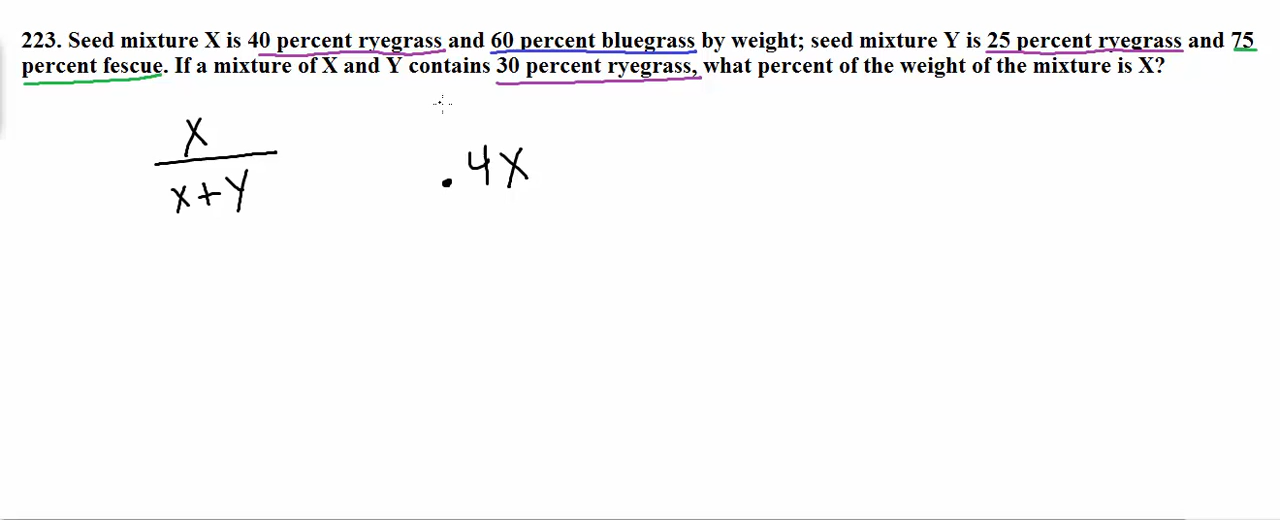 223. Seed mixture X is 40 percent ryegrass and 60 percent bluegrass by weight; seed mixture Y is 25 percent ryegrass and 75
percent fescue. If a mixture of X and Y contains 30 percent ryegrass, what percent of the weight of the mixture is X?
X
X+Y
.4X